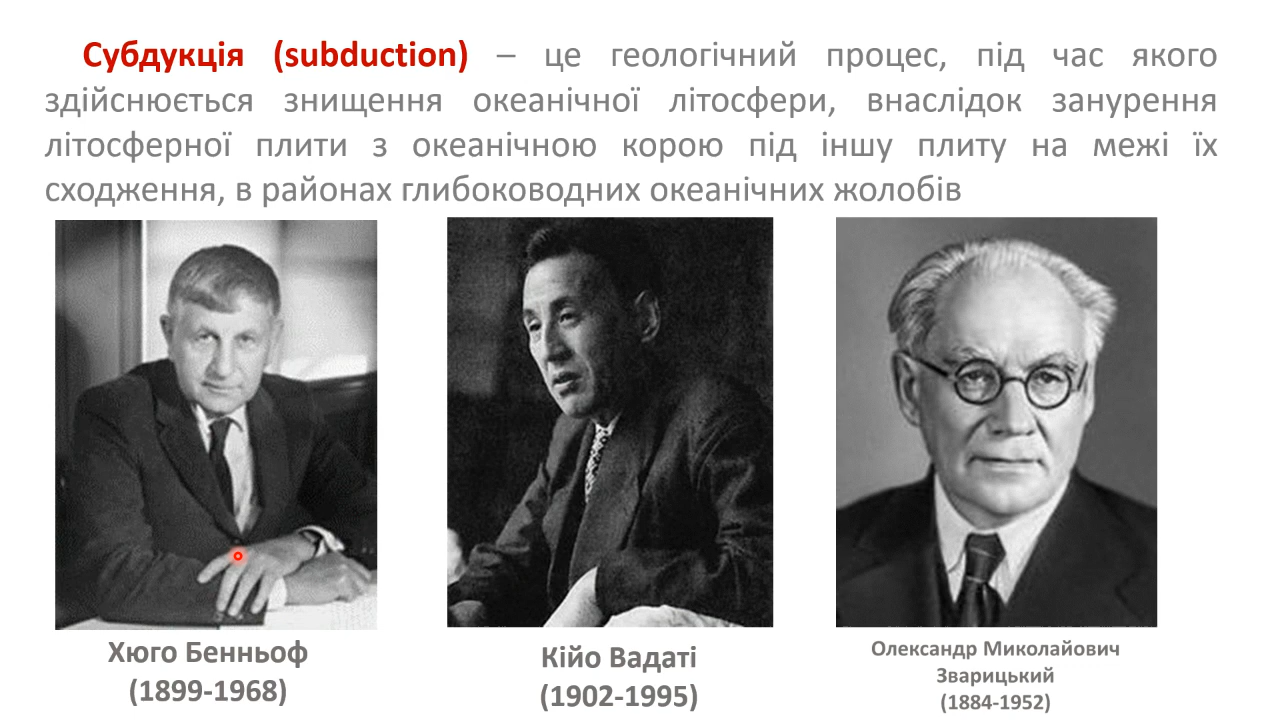 Субдукція (subduction) – це геологічний процес, під час якого
здійснюється знищення океанічної літосфери, внаслідок занурення
літосферної плити з океанічною корою під іншу плиту на межі їх
сходження, в районах глибоководних океанічних жолобів
Хюго Бенньоф
(1899-1968)
Кійо Вадаті
(1902-1995)
Олександр Миколайович
Зварицький
(1884-1952)